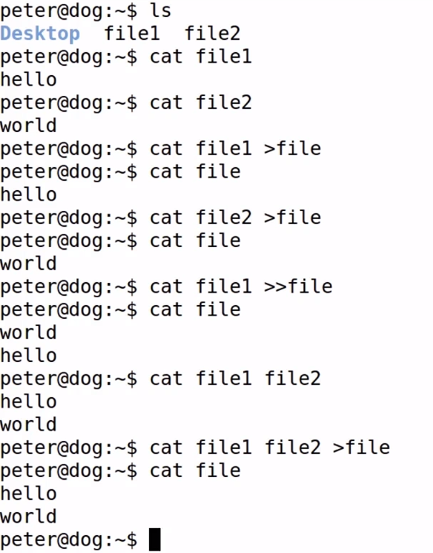 peter@dog:~$ ls
Desktop  file1  file2
peter@dog:~$ cat file1
hello
peter@dog:~$ cat file2
world
peter@dog:~$ cat file1 >file
peter@dog:~$ cat file
hello
peter@dog:~$ cat file2 >file
peter@dog:~$ cat file
world
peter@dog:~$ cat file1 >>file
peter@dog:~$ cat file
world
hello
peter@dog:~$ cat file1 file2
hello
world
peter@dog:~$ cat file1 file2 >file
peter@dog:~$ cat file
hello
world
peter@dog:~$